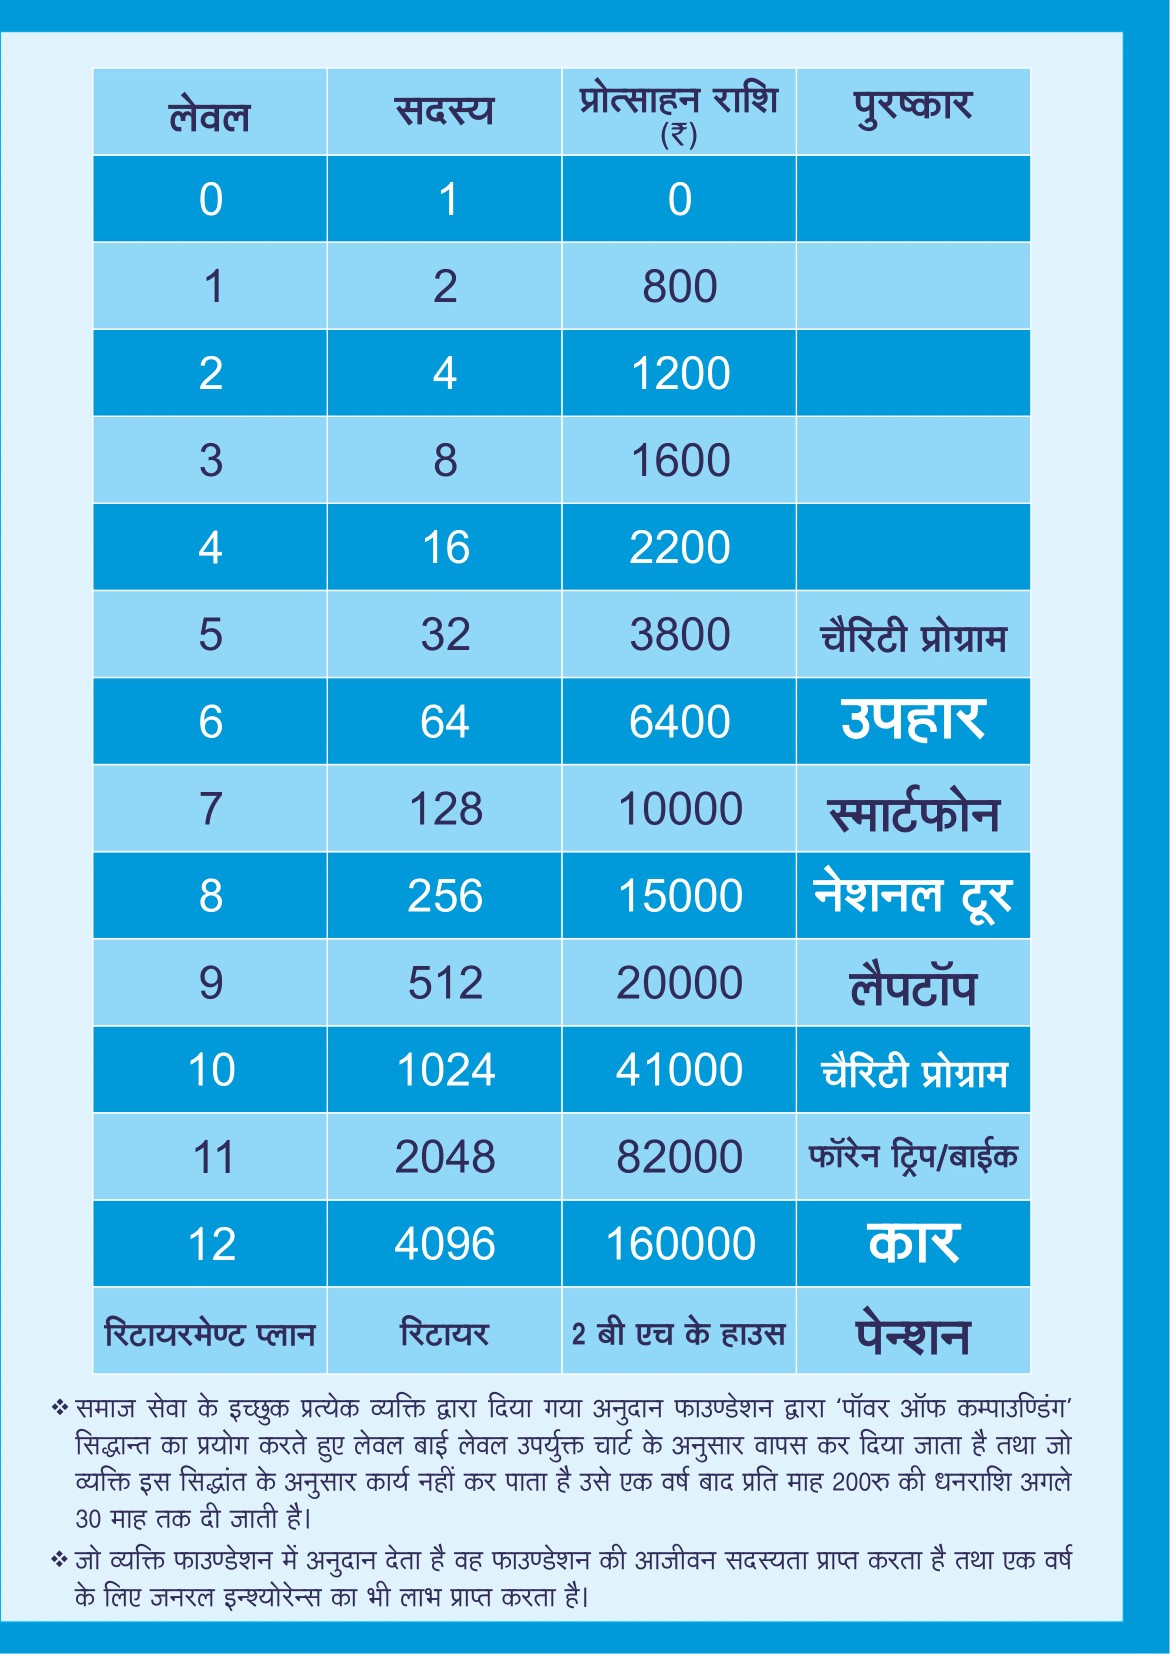 लेवल सदस्य प्रोत्साहन राशि (₹) पुरष्कार
0 1 0
1 2 800
2 4 1200
3 8 1600
4 16 2200
5 32 3800 चैरिटी प्रोग्राम
6 64 6400 उपहार
7 128 10000 स्मार्टफोन
8 256 15000 नेशनल टूर
9 512 20000 लैपटॉप
10 1024 41000 चैरिटी प्रोग्राम
11 2048 82000 फॉरेन ट्रिप/बाईक
12 4096 160000 कार
रिटायरमेण्ट प्लान रिटायर 2 बी एच के हाउस पेन्शन
❖ समाज सेवा के इच्छुक प्रत्येक व्यक्ति द्वारा दिया गया अनुदान फाउण्डेशन द्वारा ‘पॉवर ऑफ कम्पाउण्डिंग’
सिद्धान्त का प्रयोग करते हुए लेवल बाई लेवल उपर्युक्त चार्ट के अनुसार वापस कर दिया जाता है तथा जो
व्यक्ति इस सिद्धांत के अनुसार कार्य नहीं कर पाता है उसे एक वर्ष बाद प्रति माह 200रु की धनराशि अगले
30 माह तक दी जाती है।
❖ जो व्यक्ति फाउण्डेशन में अनुदान देता है वह फाउण्डेशन की आजीवन सदस्यता प्राप्त करता है तथा एक वर्ष
के लिए जनरल इन्श्योरेन्स का भी लाभ प्राप्त करता है।